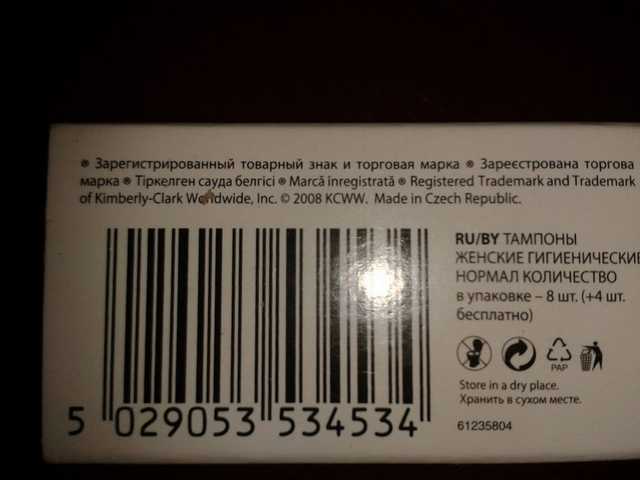 ® Зарегистрированный товарный знак и торговая марка ® Зареєстрована торгова
марка ® Тіркелген сауда белгісі ® Marcă înregistrată ® Registered Trademark and Trademark
of Kimberly-Clark Worldwide, Inc. © 2008 KCWW. Made in Czech Republic.
RU/BY ТАМПОНЫ
ЖЕНСКИЕ ГИГИЕНИЧЕСКИЕ
НОРМАЛ КОЛИЧЕСТВО
в упаковке – 8 шт. (+4 шт.
бесплатно)
PAP
Store in a dry place.
Хранить в сухом месте.
61235804
5 029053 534534